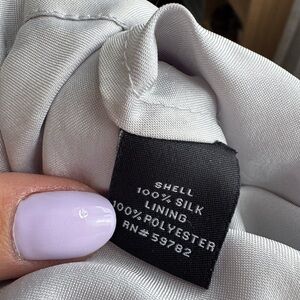 SHELL
100% SILK
LINING
100% POLYESTER
RN# 59782